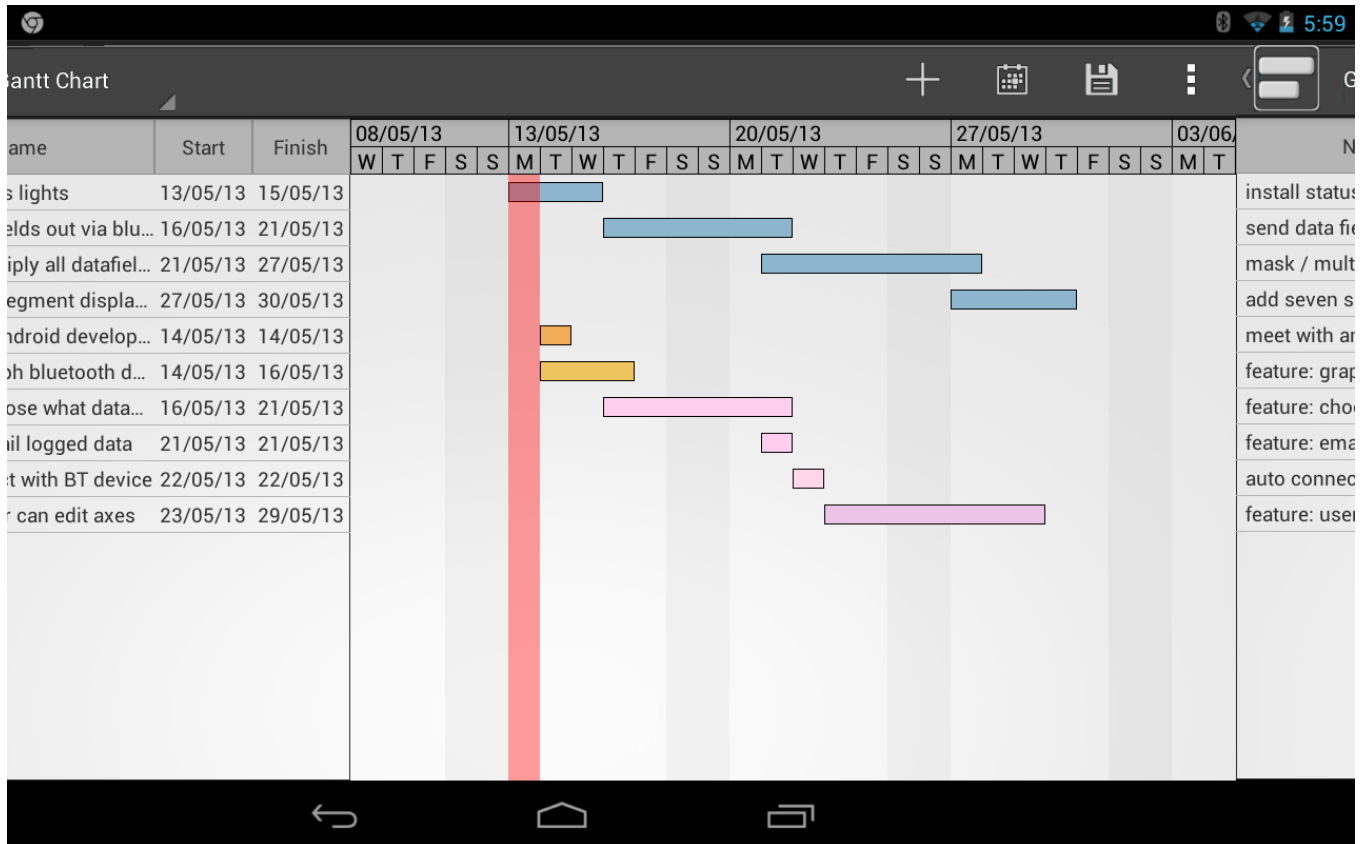 5:59
Gantt Chart
G
ame Start Finish 08/05/13 13/05/13 20/05/13 27/05/13 03/06/ N
W T F S S M T W T F S S M T W T F S S M T W T F S S M T
s lights 13/05/13 15/05/13 install status
elds out via blu... 16/05/13 21/05/13 send data fie
iply all datafiel... 21/05/13 27/05/13 mask / mult
egment displa... 27/05/13 30/05/13 add seven s
ndroid develop... 14/05/13 14/05/13 meet with an
ph bluetooth d... 14/05/13 16/05/13 feature: grap
ose what data... 16/05/13 21/05/13 feature: choo
ail logged data 21/05/13 21/05/13 feature: ema
ct with BT device 22/05/13 22/05/13 auto connec
r can edit axes 23/05/13 29/05/13 feature: user